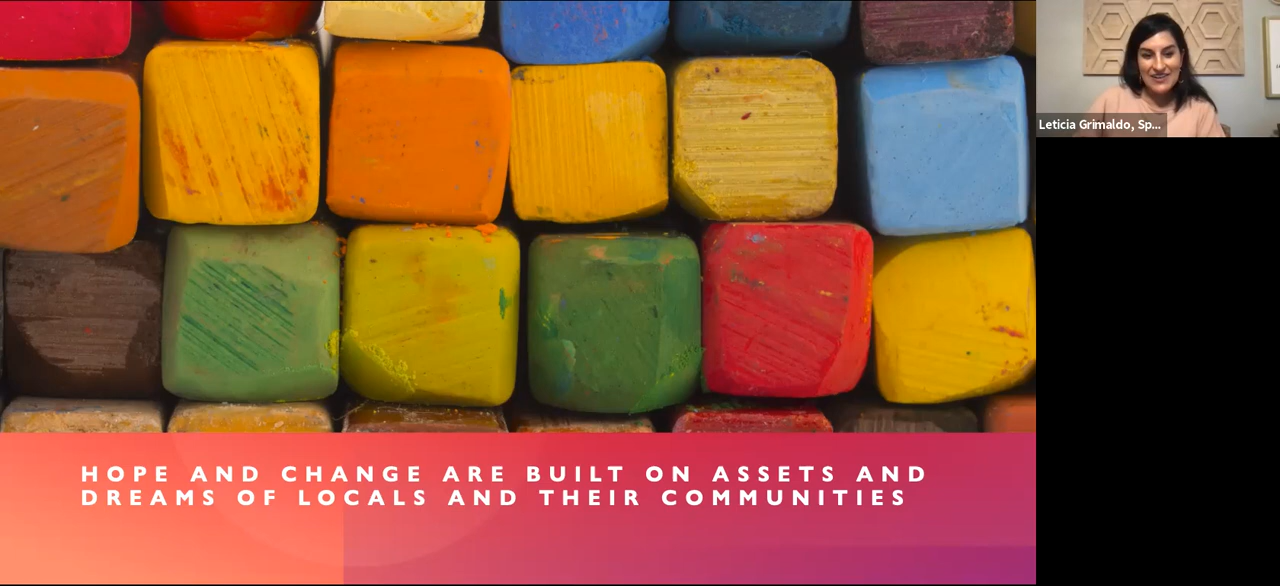 HOPE AND CHANGE ARE BUILT ON ASSETS AND
DREAMS OF LOCALS AND THEIR COMMUNITIES
Leticia Grimaldo, Sp...